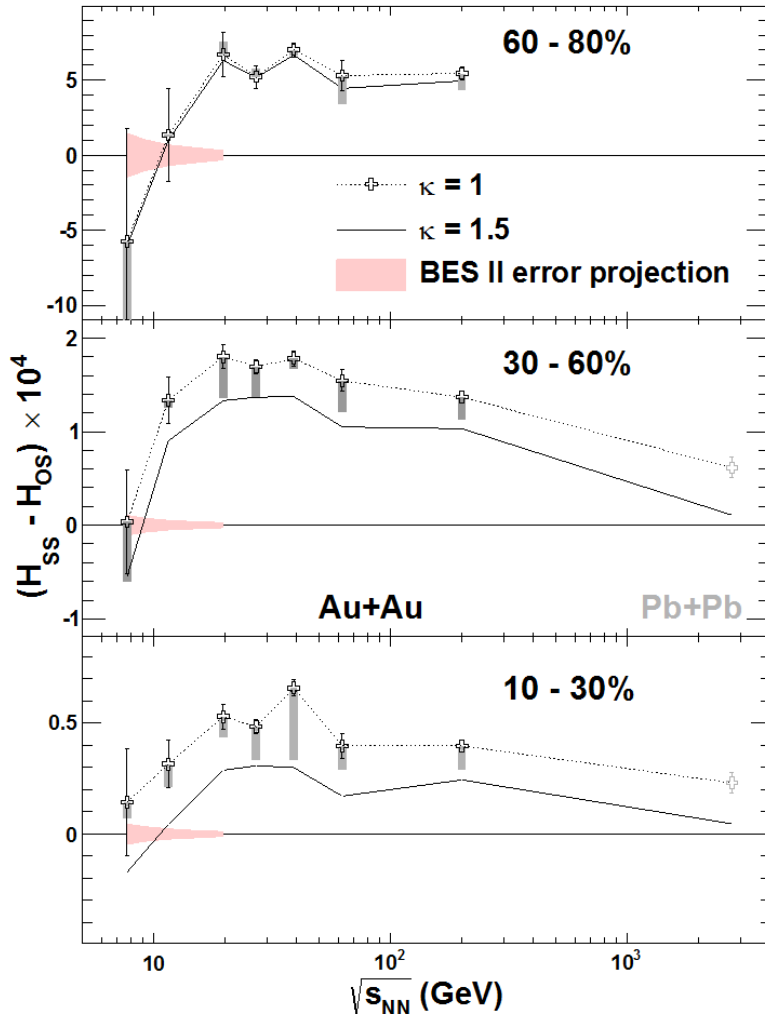 60 - 80%
5
0
-5
-10
κ = 1
κ = 1.5
BES II error projection
30 - 60%
2
1
0
-1
Au+Au
Pb+Pb
10 - 30%
0.5
0
(H_SS - H_OS) × 10^4
10
10^2
10^3
√s_NN (GeV)